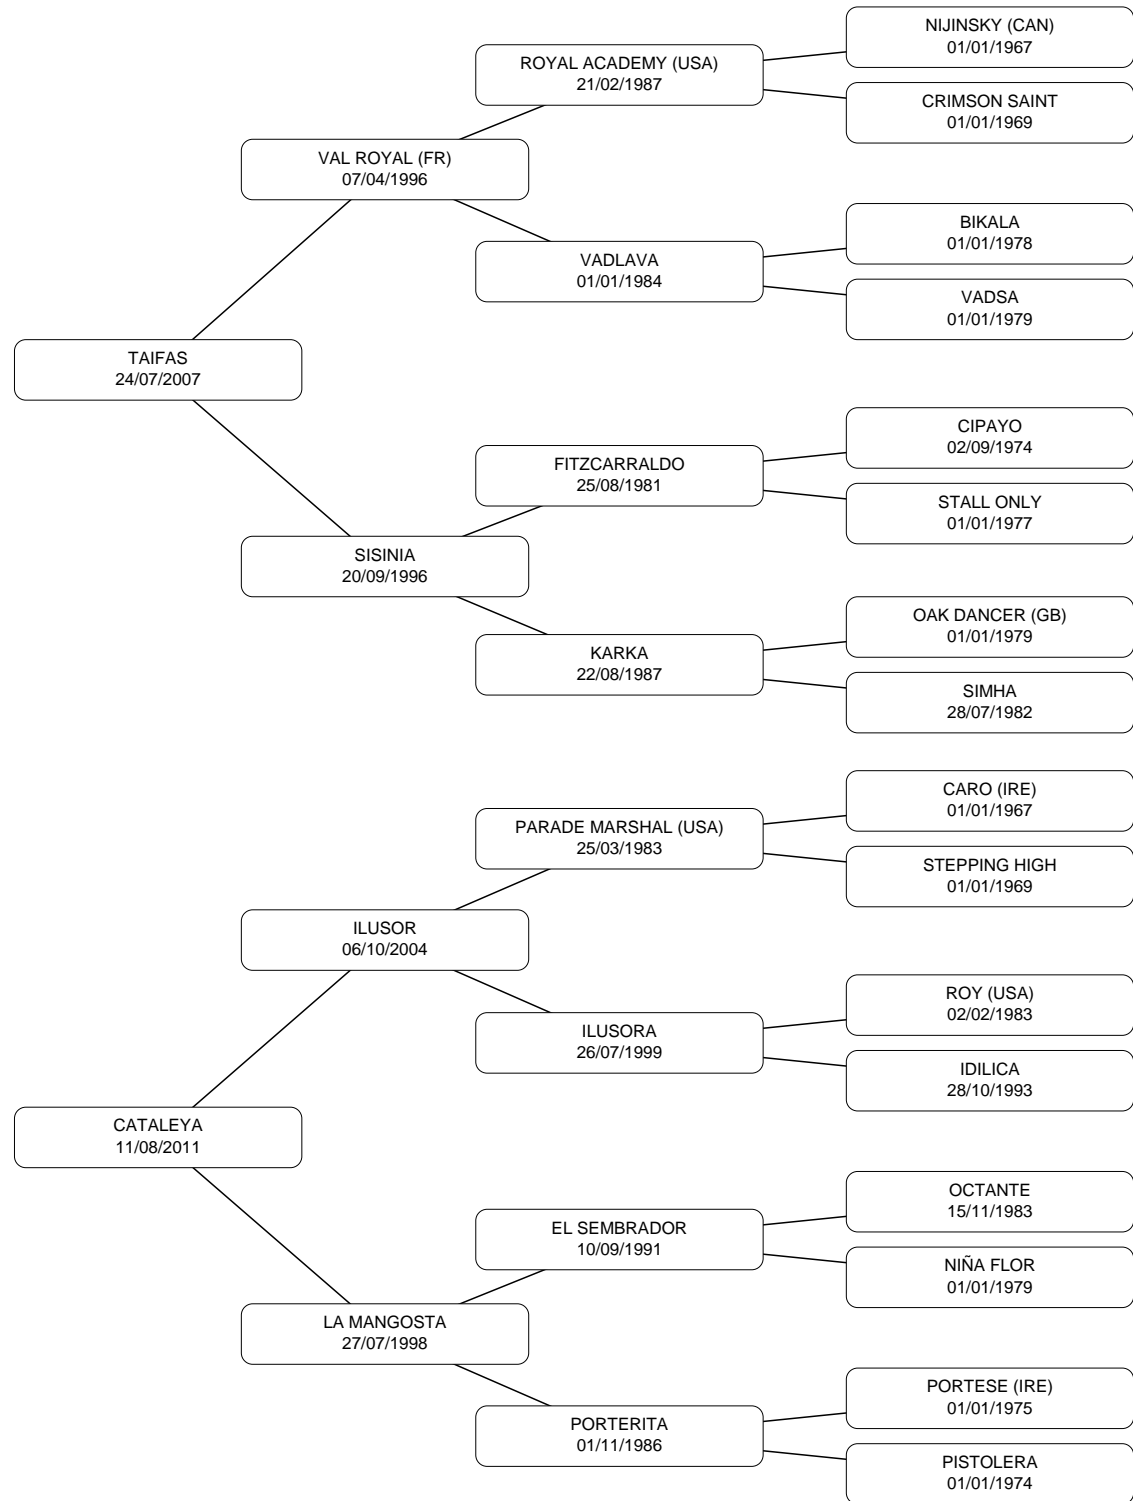 NIJINSKY (CAN)
01/01/1967
ROYAL ACADEMY (USA)
21/02/1987
CRIMSON SAINT
01/01/1969
VAL ROYAL (FR)
07/04/1996
BIKALA
01/01/1978
VADLAVA
01/01/1984
VADSA
01/01/1979
TAIFAS
24/07/2007
CIPAYO
02/09/1974
FITZCARRALDO
25/08/1981
STALL ONLY
01/01/1977
SISINIA
20/09/1996
OAK DANCER (GB)
01/01/1979
KARKA
22/08/1987
SIMHA
28/07/1982
CARO (IRE)
01/01/1967
PARADE MARSHAL (USA)
25/03/1983
STEPPING HIGH
01/01/1969
ILUSOR
06/10/2004
ROY (USA)
02/02/1983
ILUSORA
26/07/1999
IDILICA
28/10/1993
CATALEYA
11/08/2011
OCTANTE
15/11/1983
EL SEMBRADOR
10/09/1991
NIÑA FLOR
01/01/1979
LA MANGOSTA
27/07/1998
PORTESE (IRE)
01/01/1975
PORTERITA
01/11/1986
PISTOLERA
01/01/1974